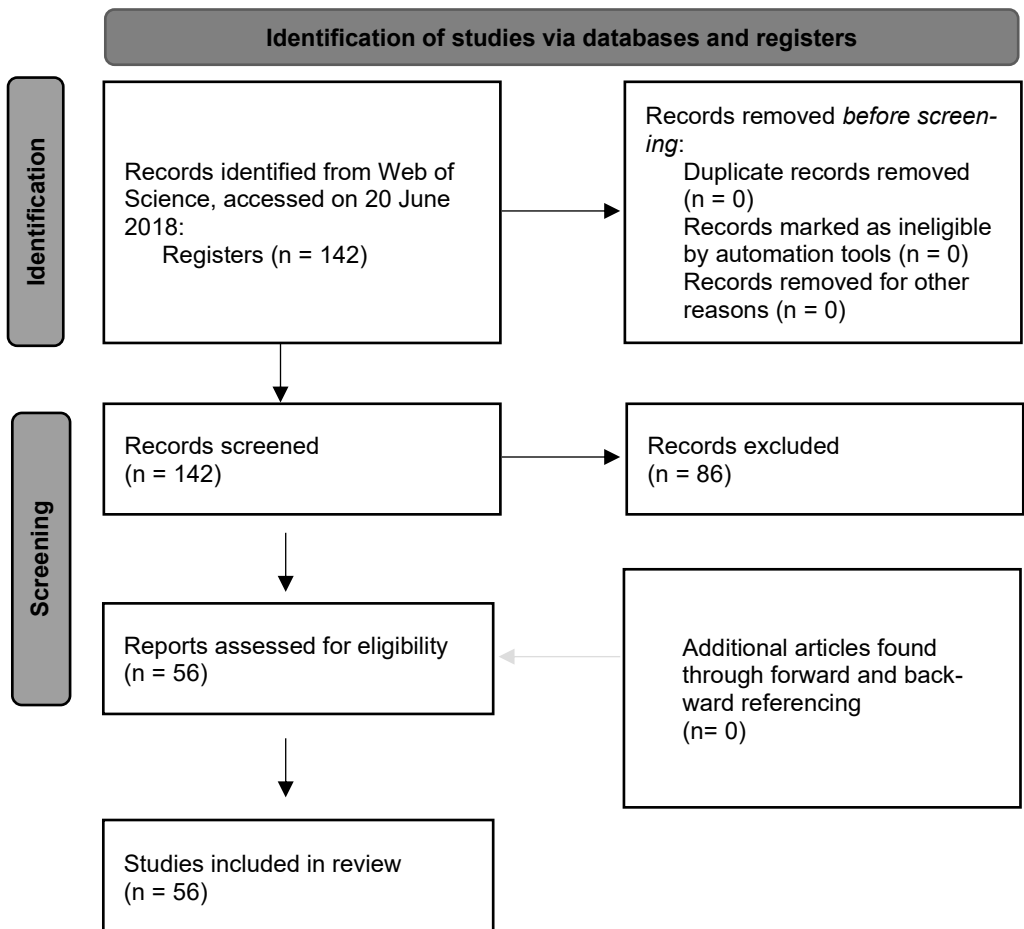 Identification of studies via databases and registers
Identification
Records identified from Web of
Science, accessed on 20 June
2018:
Registers (n = 142)
Records removed before screen-
ing:
Duplicate records removed
(n = 0)
Records marked as ineligible
by automation tools (n = 0)
Records removed for other
reasons (n = 0)
Screening
Records screened
(n = 142)
Records excluded
(n = 86)
Reports assessed for eligibility
(n = 56)
Additional articles found
through forward and back-
ward referencing
(n= 0)
Studies included in review
(n = 56)